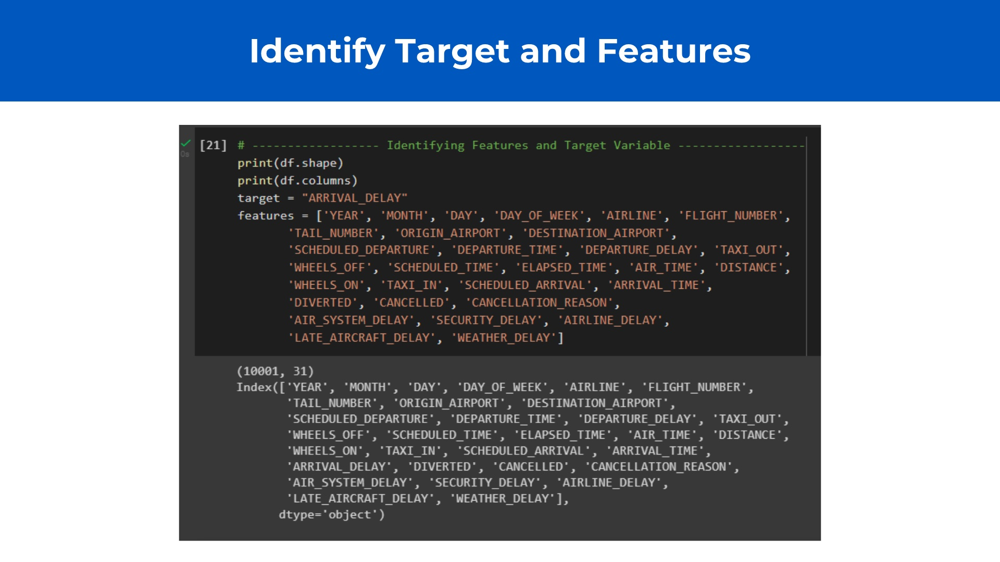 Identify Target and Features
[21] # ------------------ Identifying Features and Target Variable ------------------
0s
print(df.shape)
print(df.columns)
target = "ARRIVAL_DELAY"
features = ['YEAR', 'MONTH', 'DAY', 'DAY_OF_WEEK', 'AIRLINE', 'FLIGHT_NUMBER',
'TAIL_NUMBER', 'ORIGIN_AIRPORT', 'DESTINATION_AIRPORT',
'SCHEDULED_DEPARTURE', 'DEPARTURE_TIME', 'DEPARTURE_DELAY', 'TAXI_OUT',
'WHEELS_OFF', 'SCHEDULED_TIME', 'ELAPSED_TIME', 'AIR_TIME', 'DISTANCE',
'WHEELS_ON', 'TAXI_IN', 'SCHEDULED_ARRIVAL', 'ARRIVAL_TIME',
'DIVERTED', 'CANCELLED', 'CANCELLATION_REASON',
'AIR_SYSTEM_DELAY', 'SECURITY_DELAY', 'AIRLINE_DELAY',
'LATE_AIRCRAFT_DELAY', 'WEATHER_DELAY']
(10001, 31)
Index(['YEAR', 'MONTH', 'DAY', 'DAY_OF_WEEK', 'AIRLINE', 'FLIGHT_NUMBER',
'TAIL_NUMBER', 'ORIGIN_AIRPORT', 'DESTINATION_AIRPORT',
'SCHEDULED_DEPARTURE', 'DEPARTURE_TIME', 'DEPARTURE_DELAY', 'TAXI_OUT',
'WHEELS_OFF', 'SCHEDULED_TIME', 'ELAPSED_TIME', 'AIR_TIME', 'DISTANCE',
'WHEELS_ON', 'TAXI_IN', 'SCHEDULED_ARRIVAL', 'ARRIVAL_TIME',
'ARRIVAL_DELAY', 'DIVERTED', 'CANCELLED', 'CANCELLATION_REASON',
'AIR_SYSTEM_DELAY', 'SECURITY_DELAY', 'AIRLINE_DELAY',
'LATE_AIRCRAFT_DELAY', 'WEATHER_DELAY'],
dtype='object')